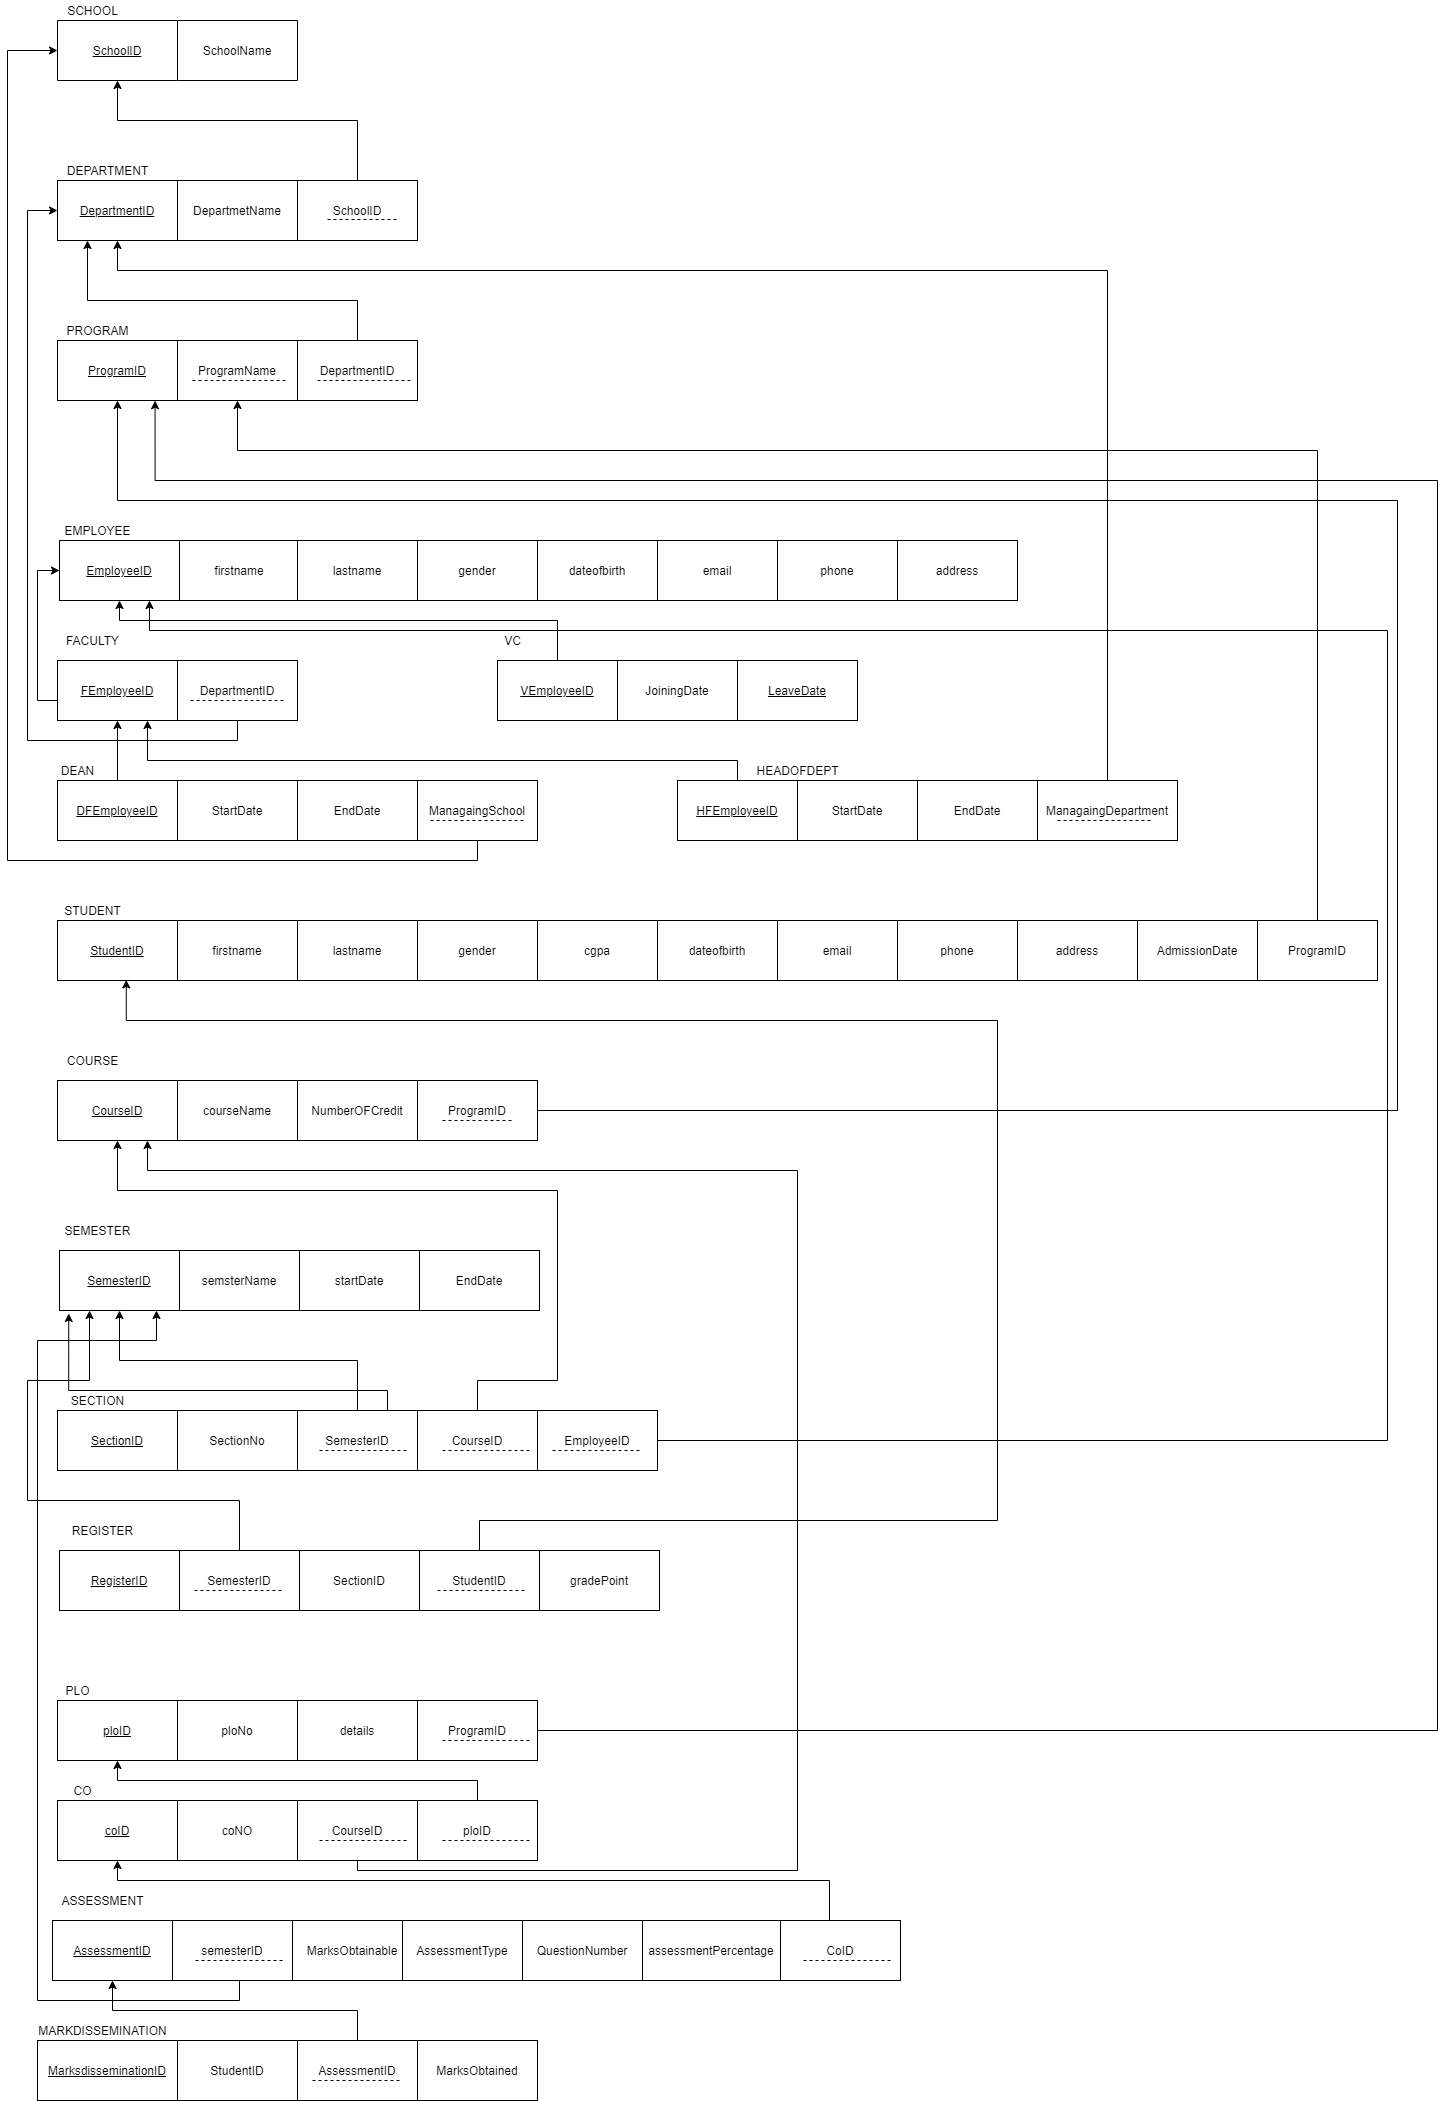 SCHOOL
SchoolID SchoolName
DEPARTMENT
DepartmentID DepartmetName SchoolID
PROGRAM
ProgramID ProgramName DepartmentID
EMPLOYEE
EmployeeID firstname lastname gender dateofbirth email phone address
FACULTY VC
FEmployeeID DepartmentID VEmployeeID JoiningDate LeaveDate
DEAN HEADOFDEPT
DFEmployeeID StartDate EndDate ManagaingSchool HFEmployeeID StartDate EndDate ManagaingDepartment
STUDENT
StudentID firstname lastname gender cgpa dateofbirth email phone address AdmissionDate ProgramID
COURSE
CourseID courseName NumberOFCredit ProgramID
SEMESTER
SemesterID semsterName startDate EndDate
SECTION
SectionID SectionNo SemesterID CourseID EmployeeID
REGISTER
RegisterID SemesterID SectionID StudentID gradePoint
PLO
ploID ploNo details ProgramID
CO
coID coNO CourseID ploID
ASSESSMENT
AssessmentID semesterID MarksObtainable AssessmentType QuestionNumber assessmentPercentage CoID
MARKDISSEMINATION
MarksdisseminationID StudentID AssessmentID MarksObtained